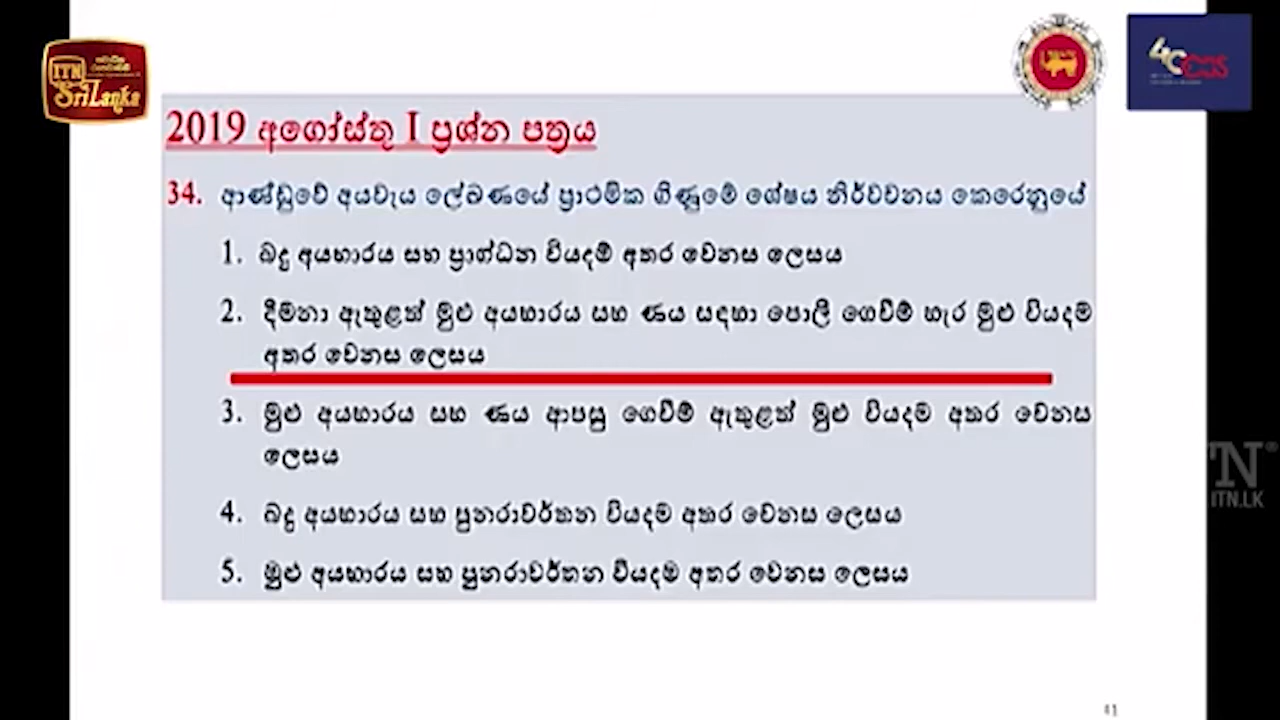 ITN
SriLanka
2019 අගෝස්තු I ප්‍රශ්න පත්‍රය
34. ආණ්ඩුවේ අයවැය ලේඛණයේ ප්‍රාථමික ගිණුමේ ශේෂය නිර්වචනය කෙරෙනුයේ
1. බදු අයභාරය සහ ප්‍රාග්ධන වියදම් අතර වෙනස ලෙසය
2. දීමනා ඇතුළත් මුළු අයභාරය සහ ණය සඳහා පොලී ගෙවීම් හැර මුළු වියදම
අතර වෙනස ලෙසය
3. මුළු අයභාරය සහ ණය ආපසු ගෙවීම් ඇතුළත් මුළු වියදම අතර වෙනස
ලෙසය
4. බදු අයභාරය සහ පුනරාවර්තන වියදම අතර වෙනස ලෙසය
5. මුළු අයභාරය සහ පුනරාවර්තන වියදම අතර වෙනස ලෙසය
ITN.LK
41